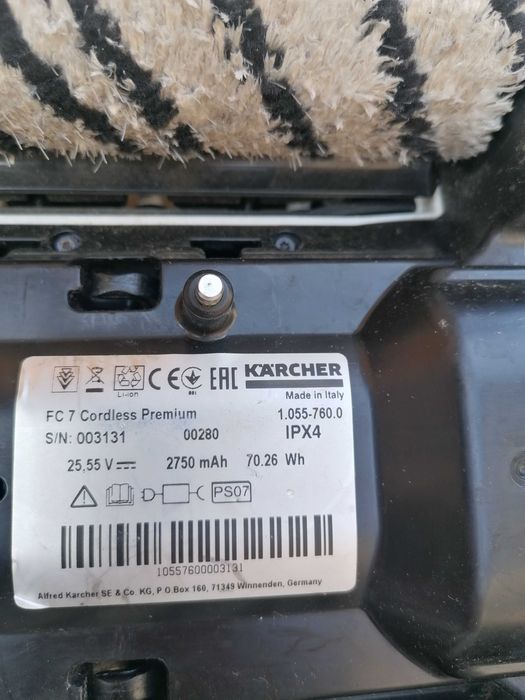 Li-ion
EAC
KÄRCHER
Made in Italy
FC 7 Cordless Premium 1.055-760.0
S/N: 003131 00280 IPX4
25,55 V 2750 mAh 70.26 Wh
PS07
10557600003131
Alfred Karcher SE & Co. KG, P.O.Box 160, 71349 Winnenden, Germany